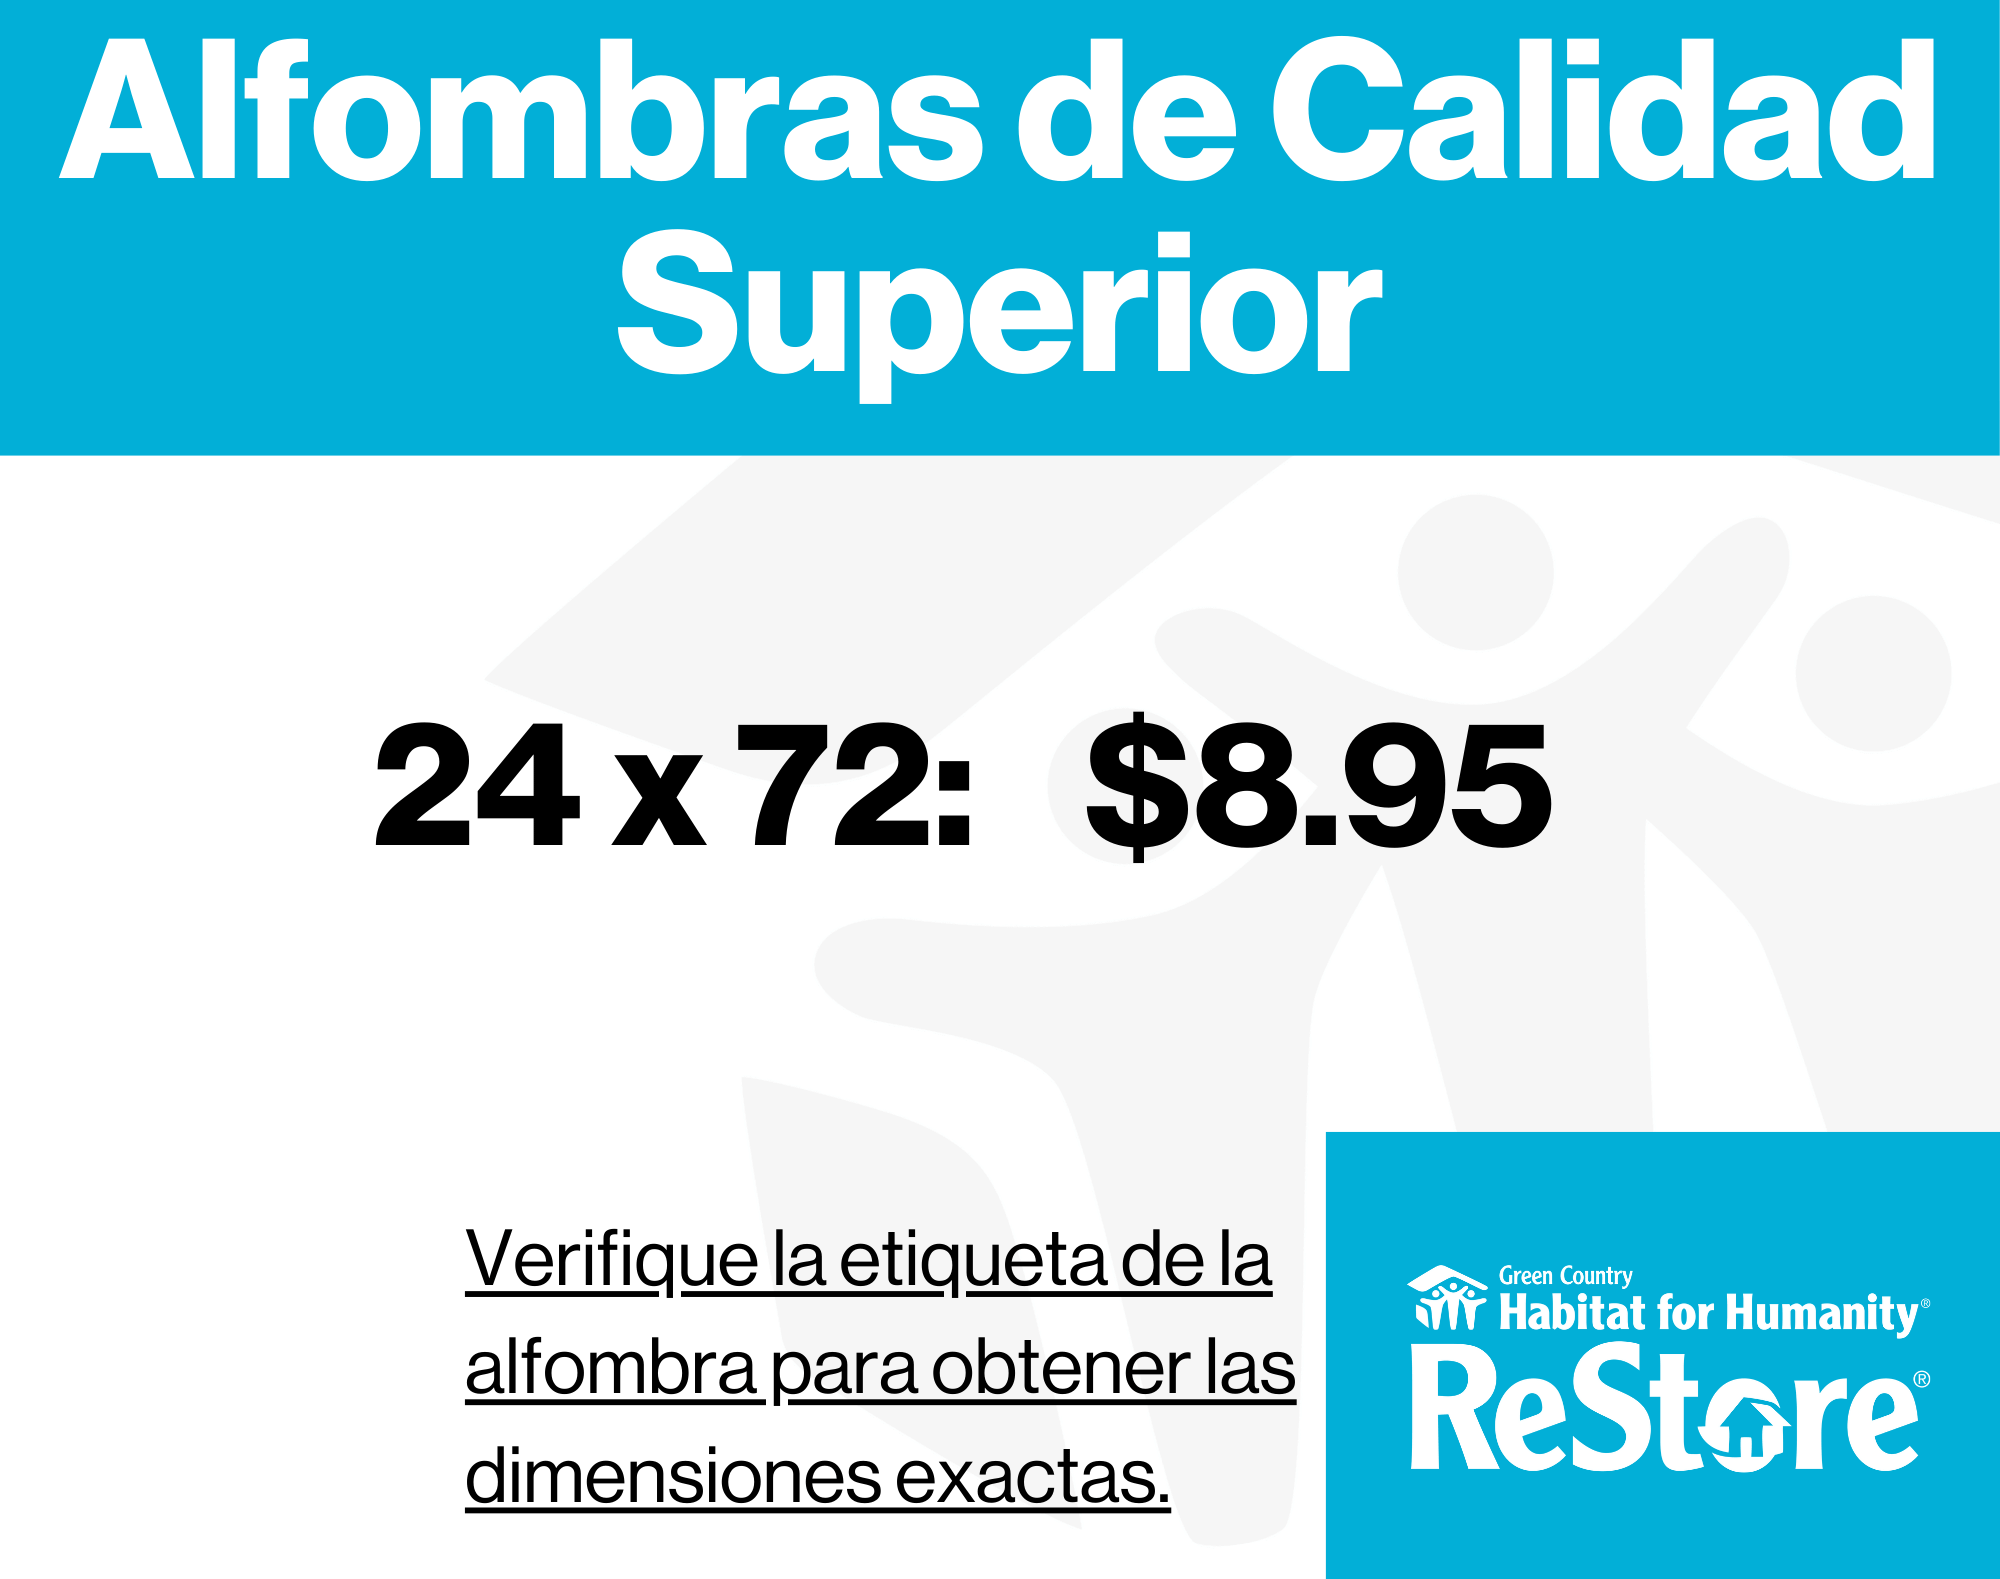 Alfombras de Calidad
Superior
24 x 72: $8.95
Verifique la etiqueta de la
alfombra para obtener las
dimensiones exactas.
Green Country
Habitat for Humanity®
ReStore®